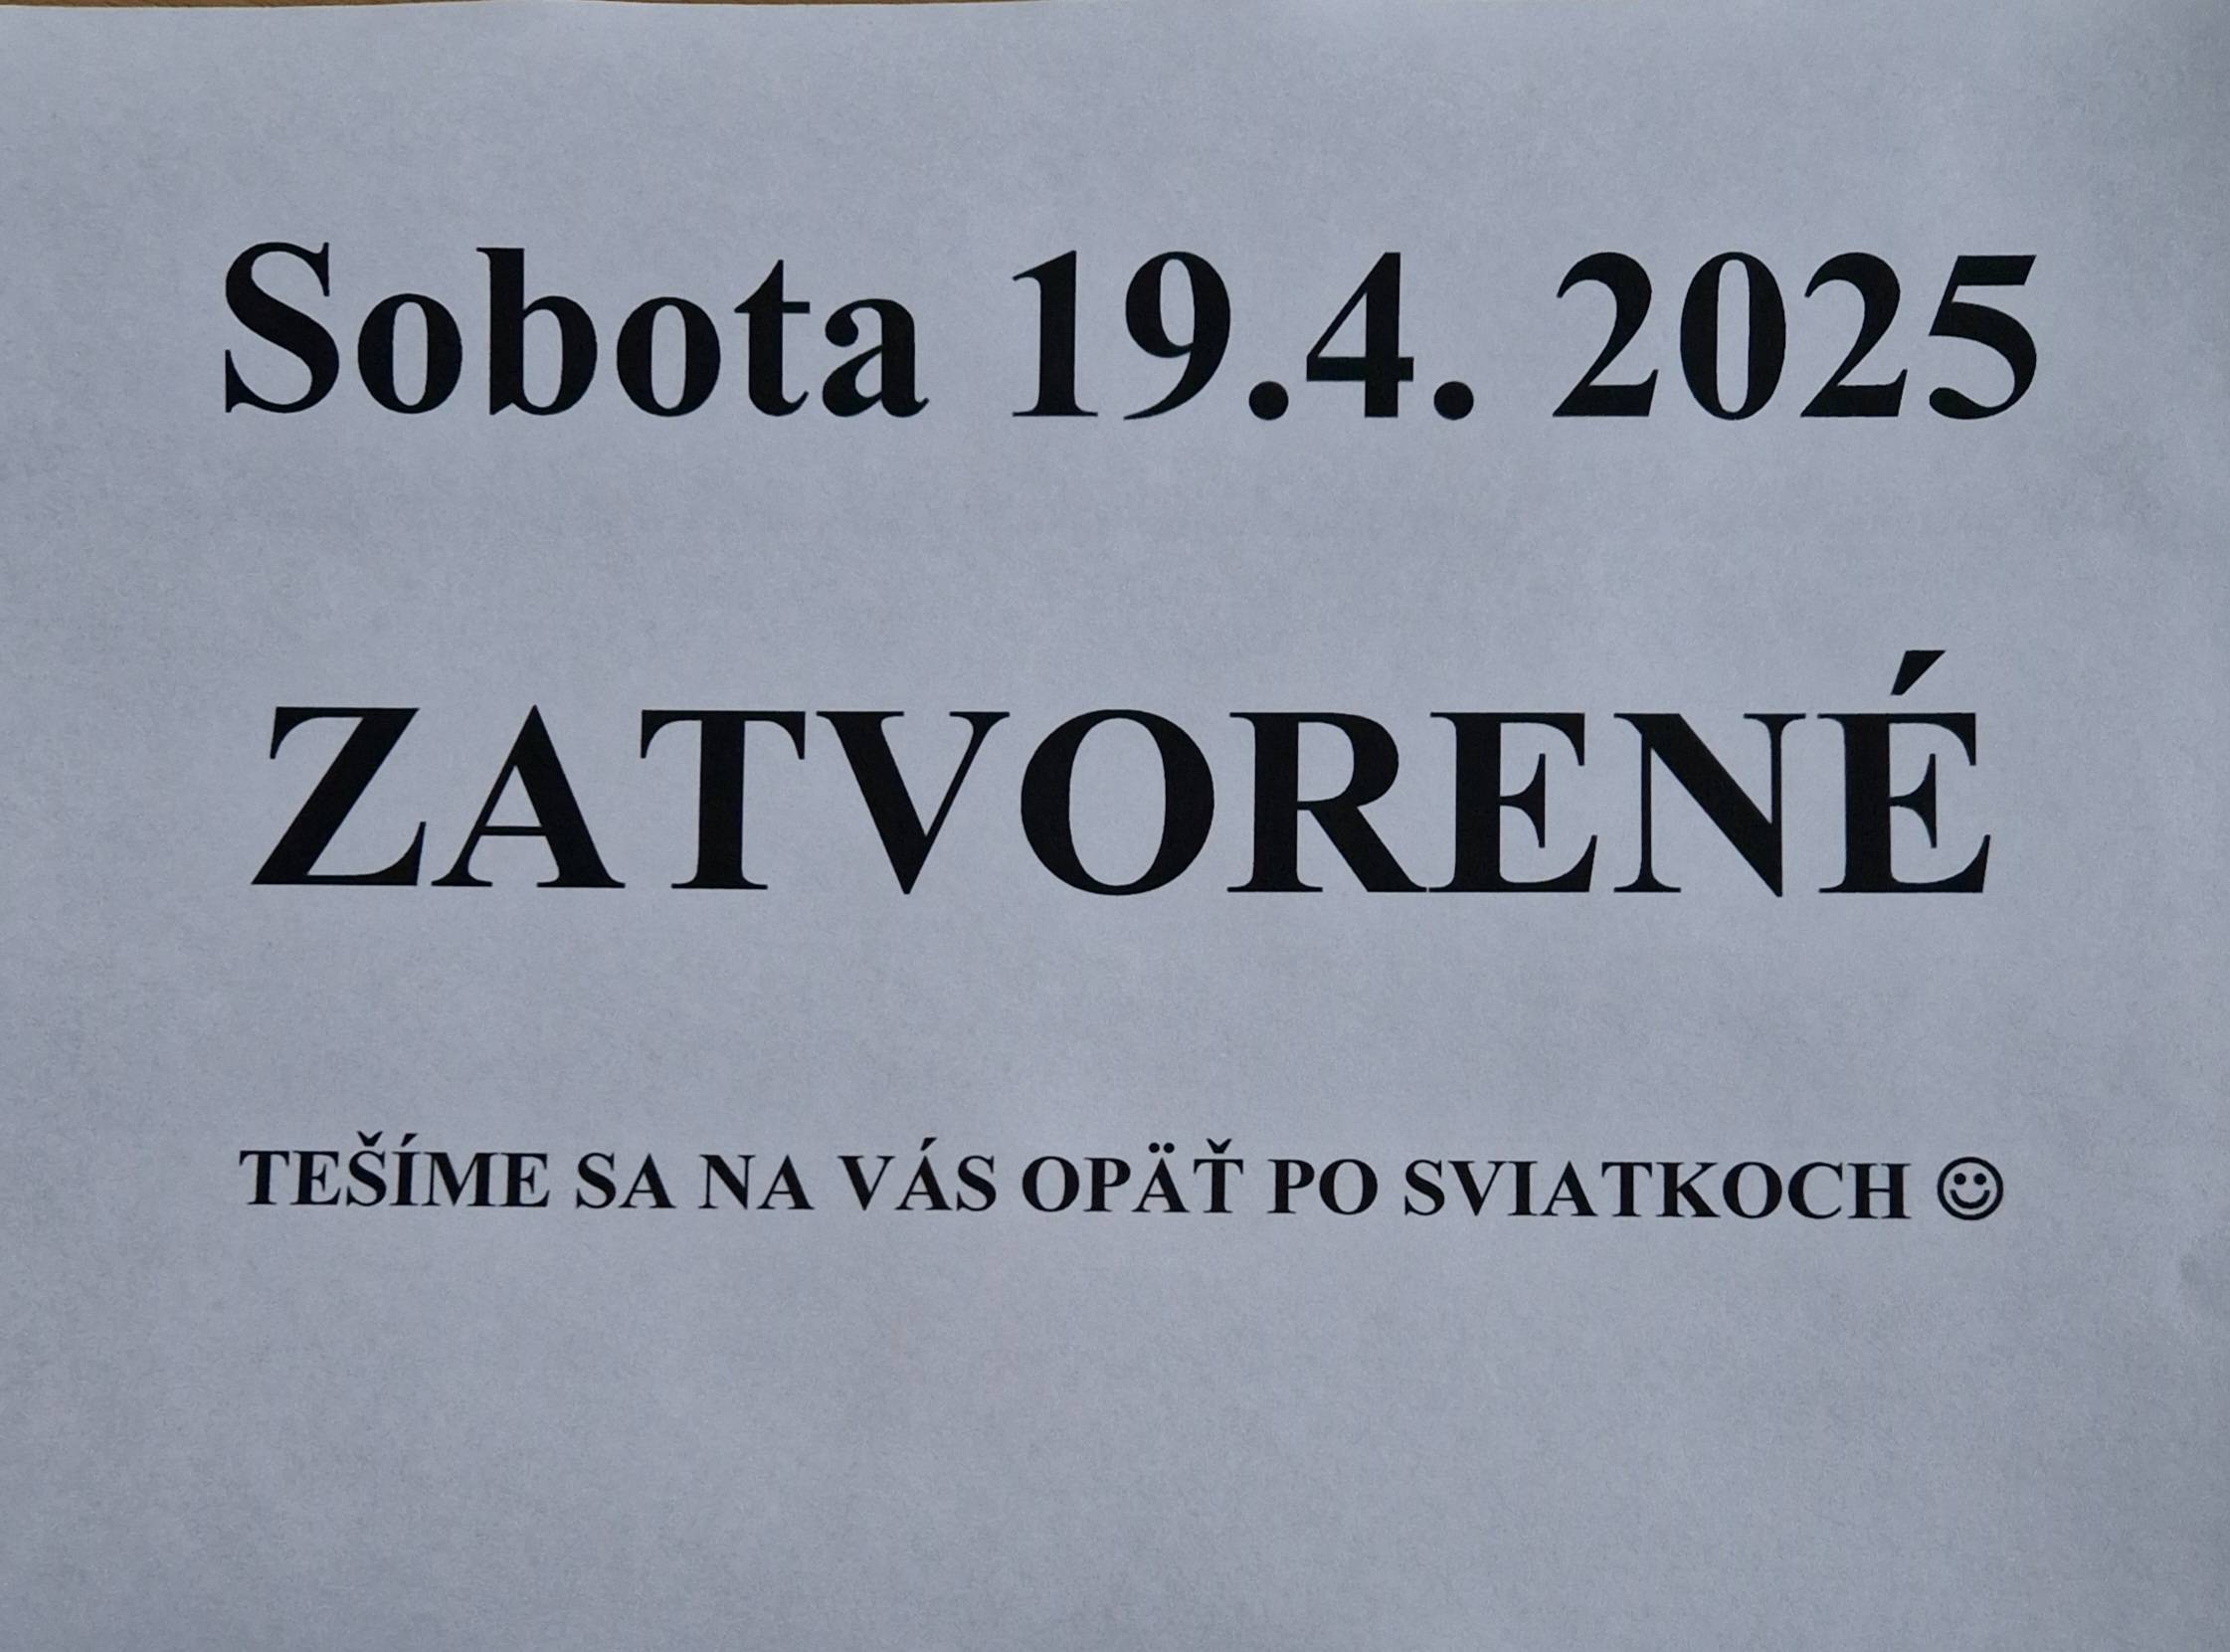 Sobota 19.4. 2025
ZATVORENÉ
TEŠÍME SA NA VÁS OPÄŤ PO SVIATKOCH ☺